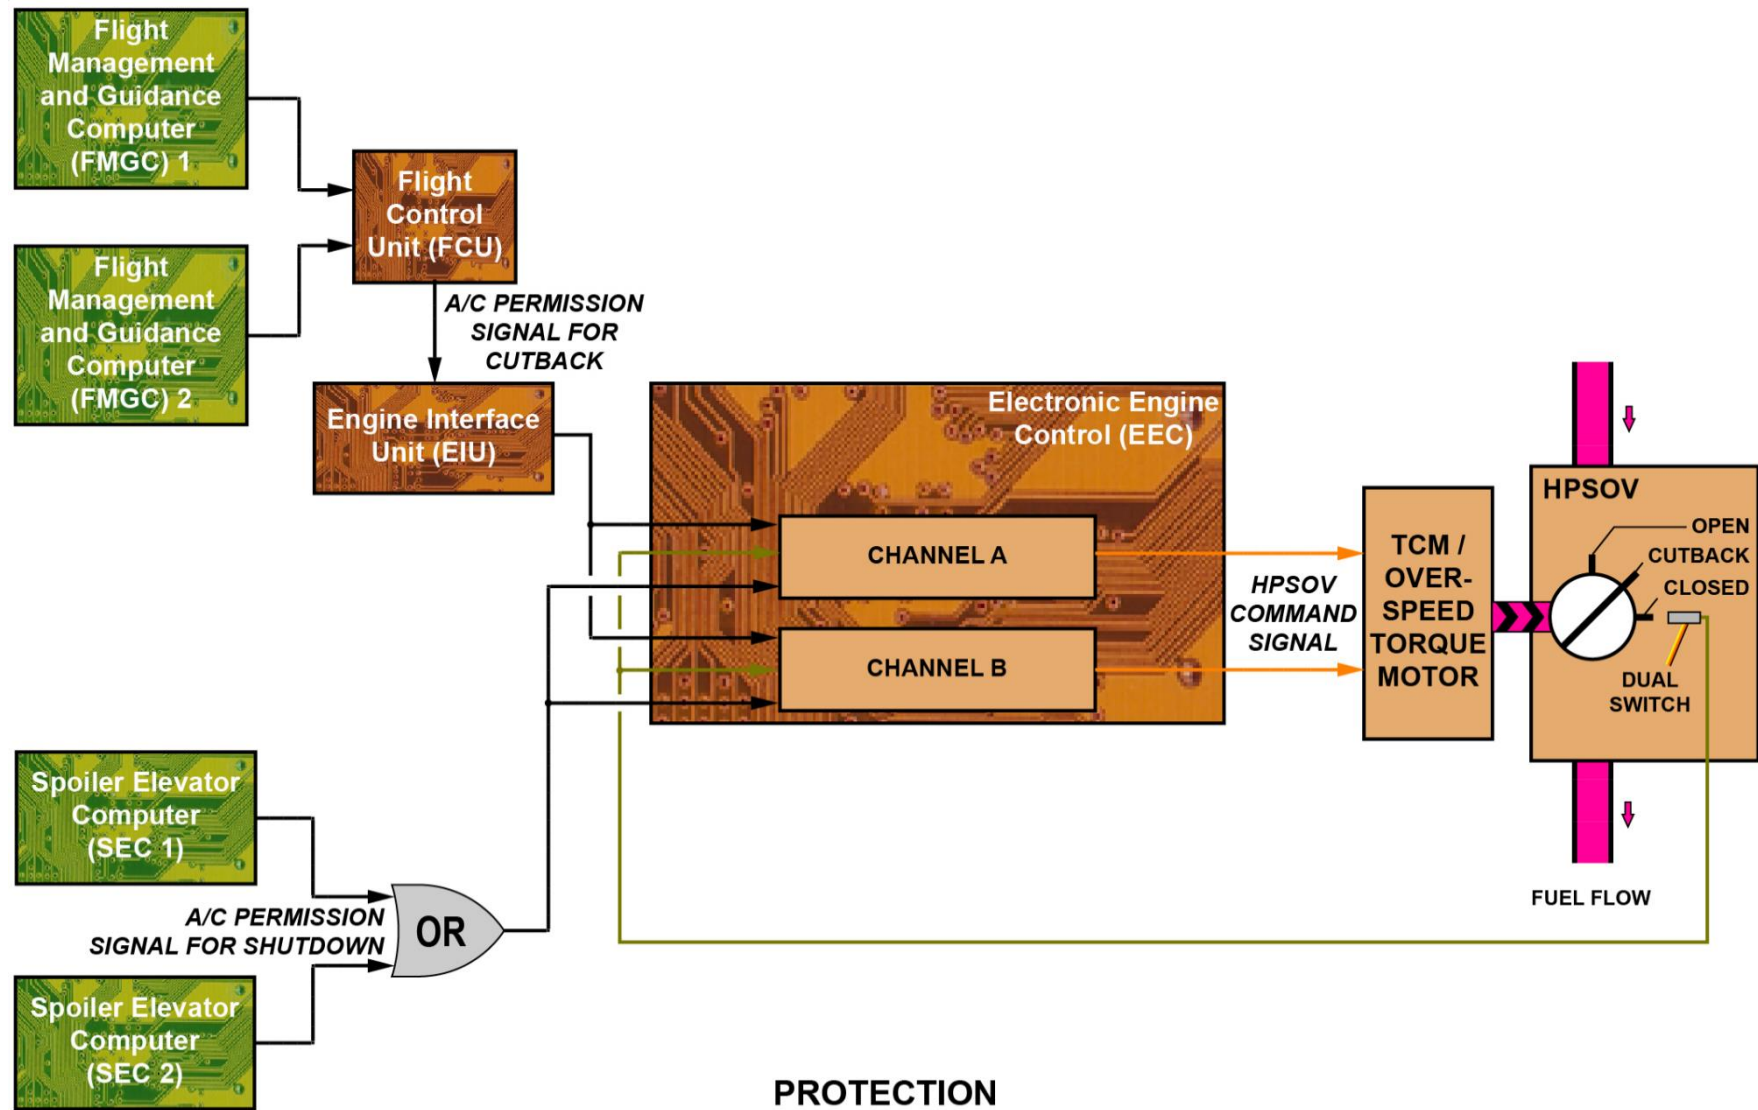 Flight
Management
and Guidance
Computer
(FMGC) 1
Flight
Control
Unit (FCU)
Flight
Management
and Guidance
Computer
(FMGC) 2
A/C PERMISSION
SIGNAL FOR
CUTBACK
Engine Interface
Unit (EIU)
Electronic Engine
Control (EEC)
CHANNEL A
CHANNEL B
HPSOV
COMMAND
SIGNAL
TCM /
OVER-
SPEED
TORQUE
MOTOR
HPSOV
OPEN
CUTBACK
CLOSED
DUAL
SWITCH
FUEL FLOW
Spoiler Elevator
Computer
(SEC 1)
A/C PERMISSION
SIGNAL FOR SHUTDOWN
OR
Spoiler Elevator
Computer
(SEC 2)
PROTECTION